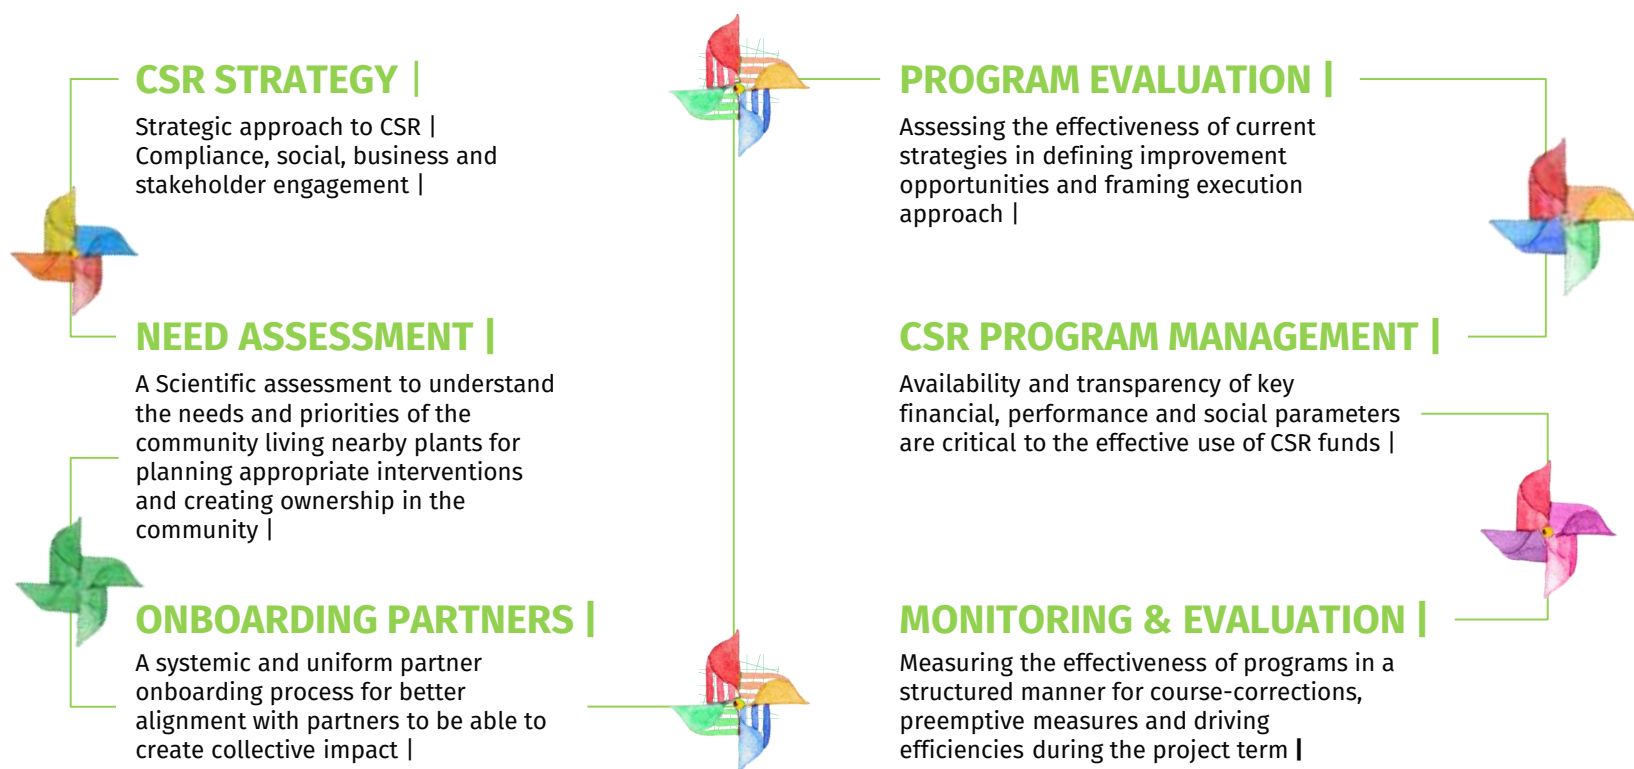 CSR STRATEGY |
Strategic approach to CSR |
Compliance, social, business and
stakeholder engagement |
NEED ASSESSMENT |
A Scientific assessment to understand
the needs and priorities of the
community living nearby plants for
planning appropriate interventions
and creating ownership in the
community |
ONBOARDING PARTNERS |
A systemic and uniform partner
onboarding process for better
alignment with partners to be able to
create collective impact |
PROGRAM EVALUATION |
Assessing the effectiveness of current
strategies in defining improvement
opportunities and framing execution
approach |
CSR PROGRAM MANAGEMENT |
Availability and transparency of key
financial, performance and social parameters
are critical to the effective use of CSR funds |
MONITORING & EVALUATION |
Measuring the effectiveness of programs in a
structured manner for course-corrections,
preemptive measures and driving
efficiencies during the project term |